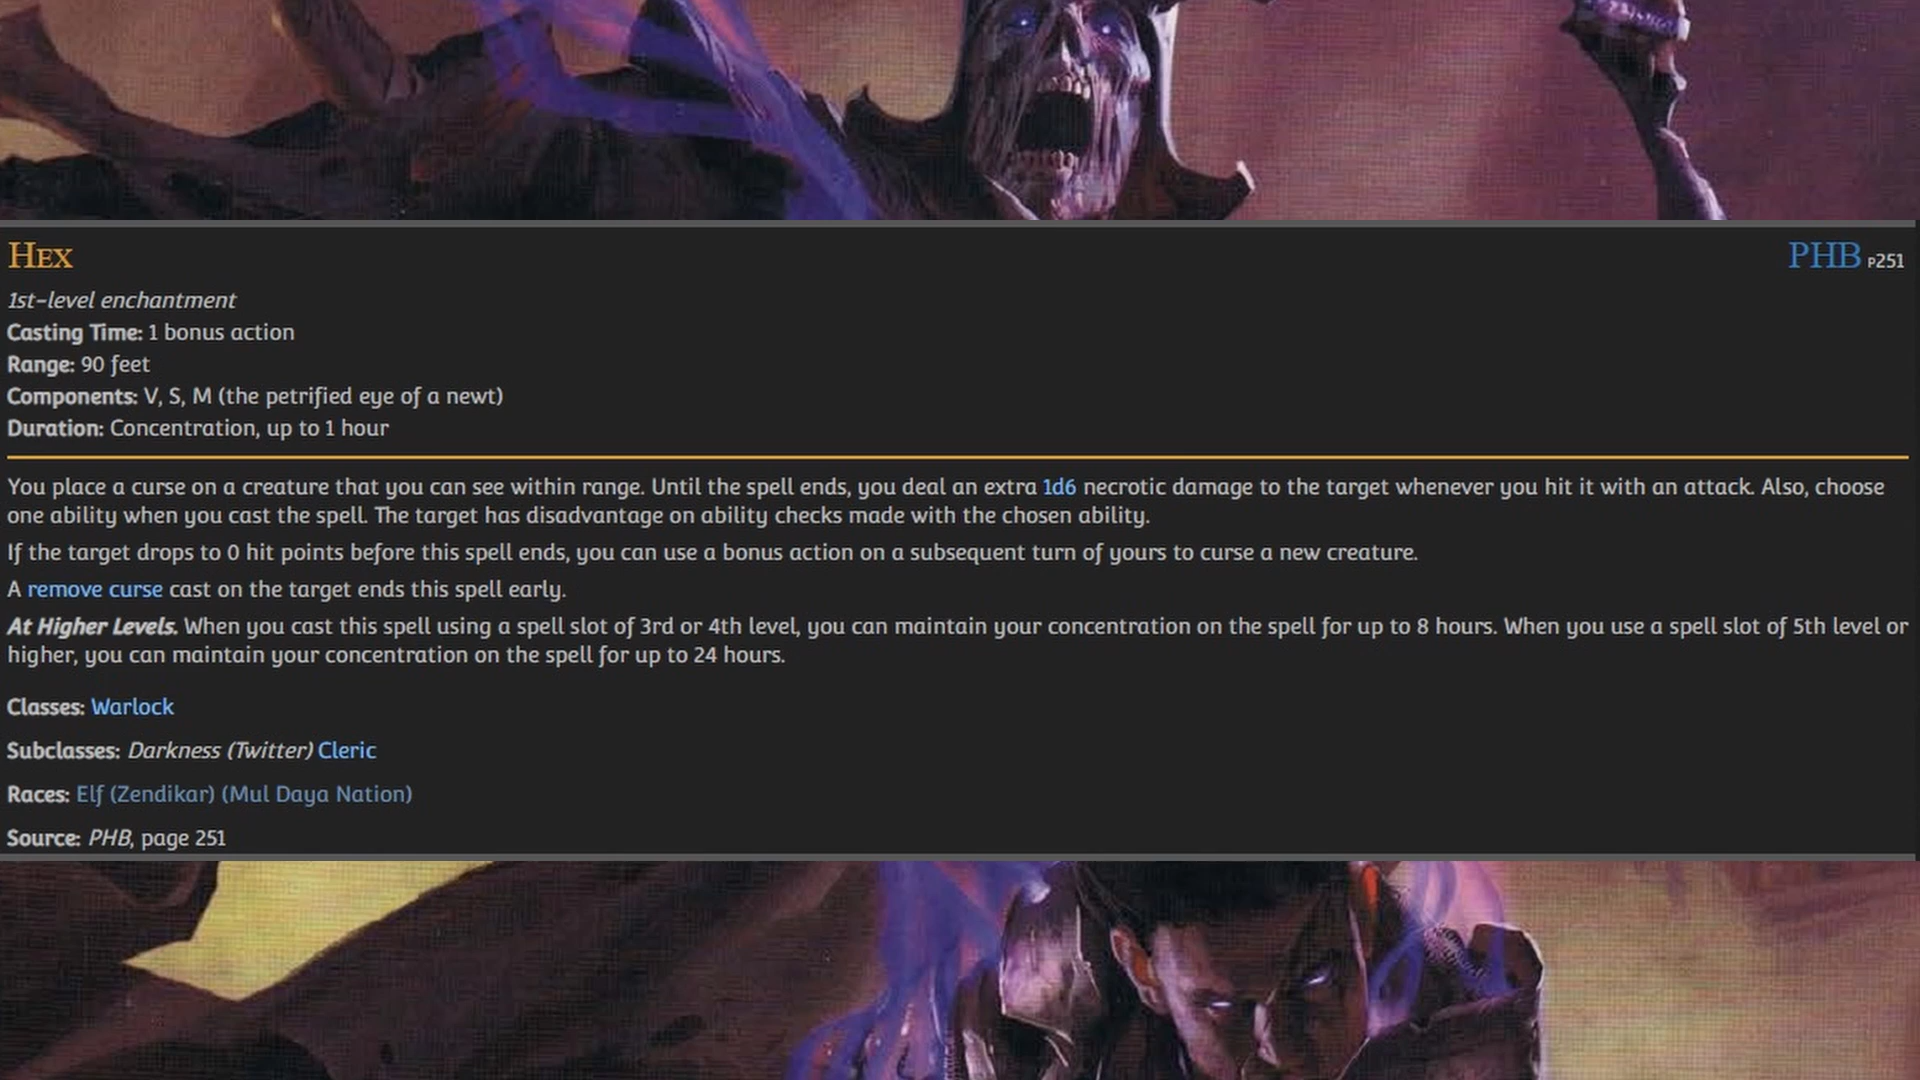 Hex PHB P251
1st-level enchantment
Casting Time: 1 bonus action
Range: 90 feet
Components: V, S, M (the petrified eye of a newt)
Duration: Concentration, up to 1 hour
You place a curse on a creature that you can see within range. Until the spell ends, you deal an extra 1d6 necrotic damage to the target whenever you hit it with an attack. Also, choose
one ability when you cast the spell. The target has disadvantage on ability checks made with the chosen ability.
If the target drops to 0 hit points before this spell ends, you can use a bonus action on a subsequent turn of yours to curse a new creature.
A remove curse cast on the target ends this spell early.
At Higher Levels. When you cast this spell using a spell slot of 3rd or 4th level, you can maintain your concentration on the spell for up to 8 hours. When you use a spell slot of 5th level or
higher, you can maintain your concentration on the spell for up to 24 hours.
Classes: Warlock
Subclasses: Darkness (Twitter) Cleric
Races: Elf (Zendikar) (Mul Daya Nation)
Source: PHB, page 251